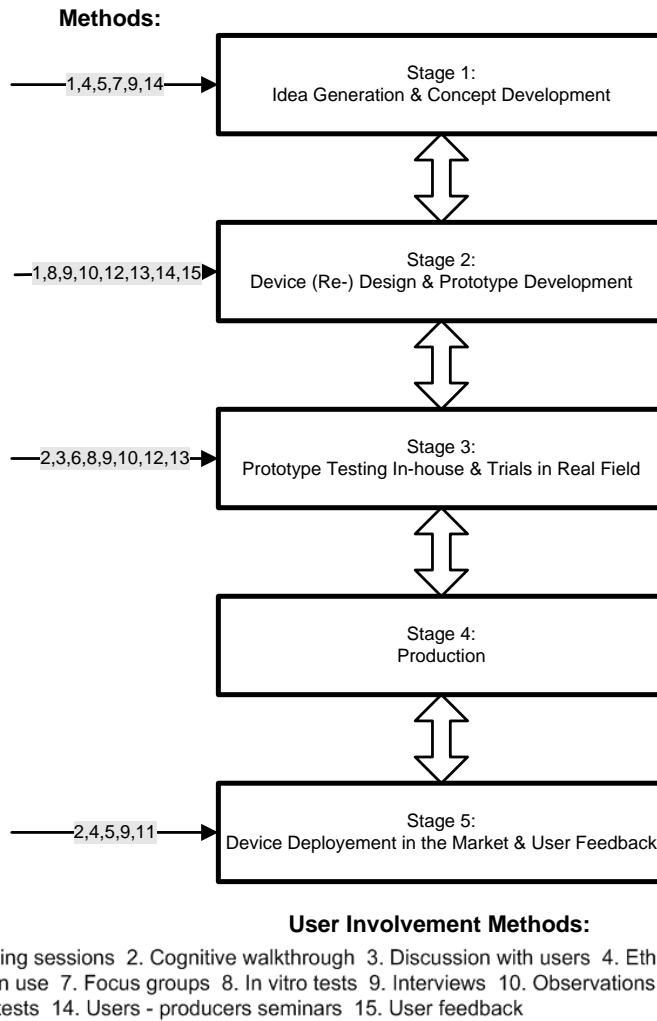 Methods:
1,4,5,7,9,14
Stage 1:
Idea Generation & Concept Development
1,8,9,10,12,13,14,15
Stage 2:
Device (Re-) Design & Prototype Development
2,3,6,8,9,10,12,13
Stage 3:
Prototype Testing In-house & Trials in Real Field
Stage 4:
Production
2,4,5,9,11
Stage 5:
Device Deployement in the Market & User Feedback
User Involvement Methods:
ing sessions 2. Cognitive walkthrough 3. Discussion with users 4. Eth
n use 7. Focus groups 8. In vitro tests 9. Interviews 10. Observations
tests 14. Users - producers seminars 15. User feedback